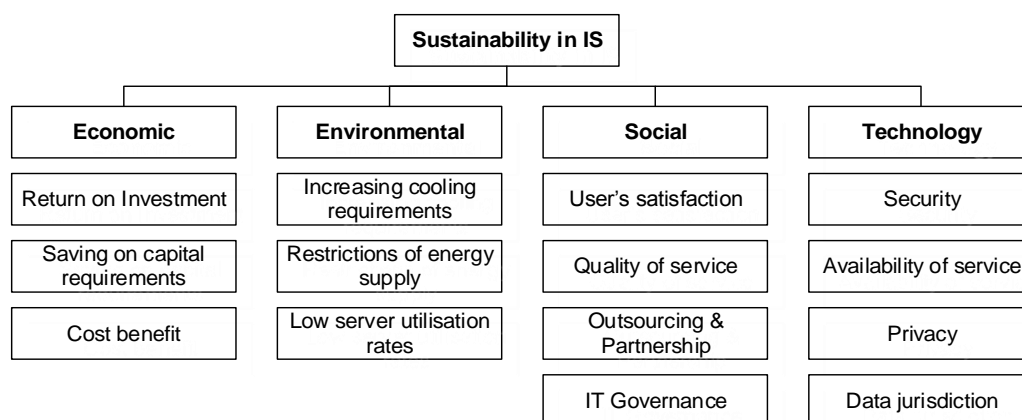 Sustainability in IS
Economic
Environmental
Social
Technology
Return on Investment
Increasing cooling
requirements
User's satisfaction
Security
Saving on capital
requirements
Restrictions of energy
supply
Quality of service
Availability of service
Cost benefit
Low server utilisation
rates
Outsourcing &
Partnership
Privacy
IT Governance
Data jurisdiction